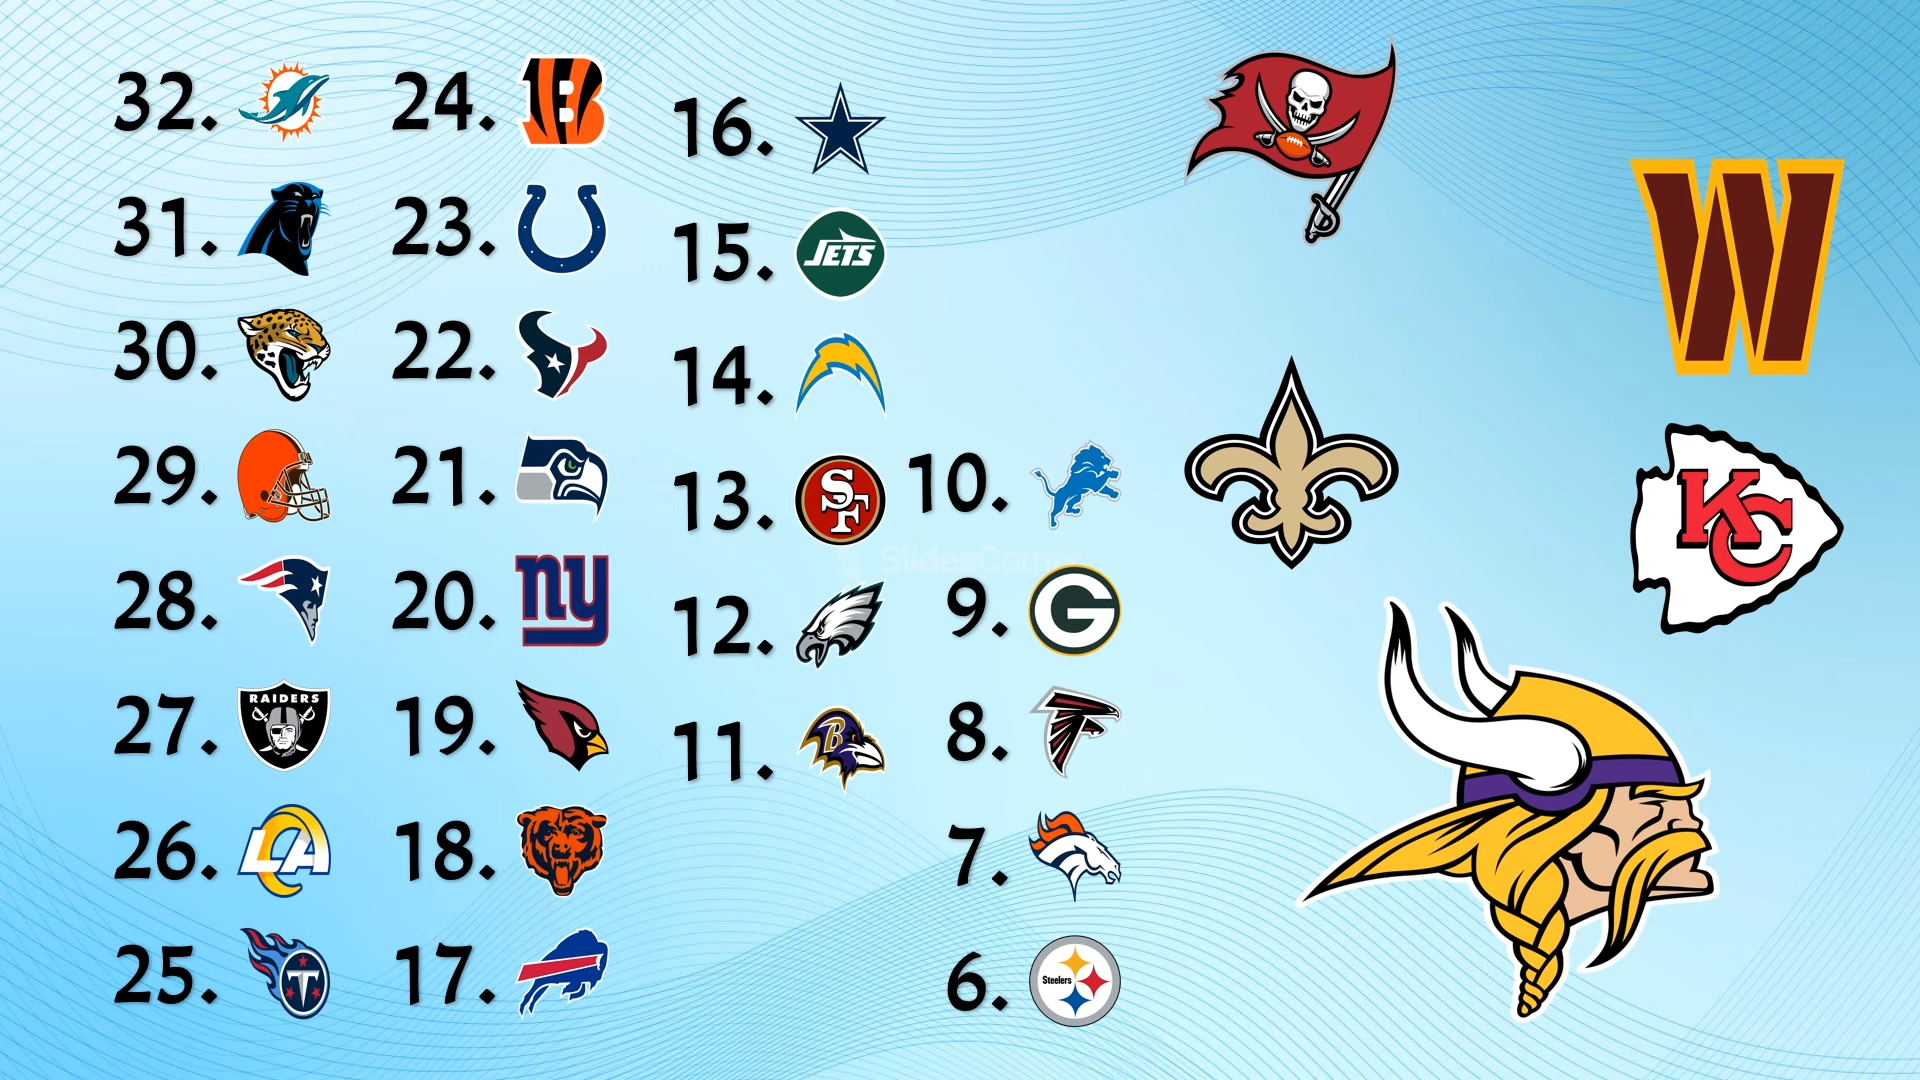 32.
31.
30.
29.
28.
27. RAIDERS
26. LA
25. T
24. B
23.
22.
21.
20. ny
19.
18.
17.
16.
15. JETS
14.
13. SF
12.
11. B
10.
9. G
8.
7.
6. Steelers
W
KC
SlidesCorner